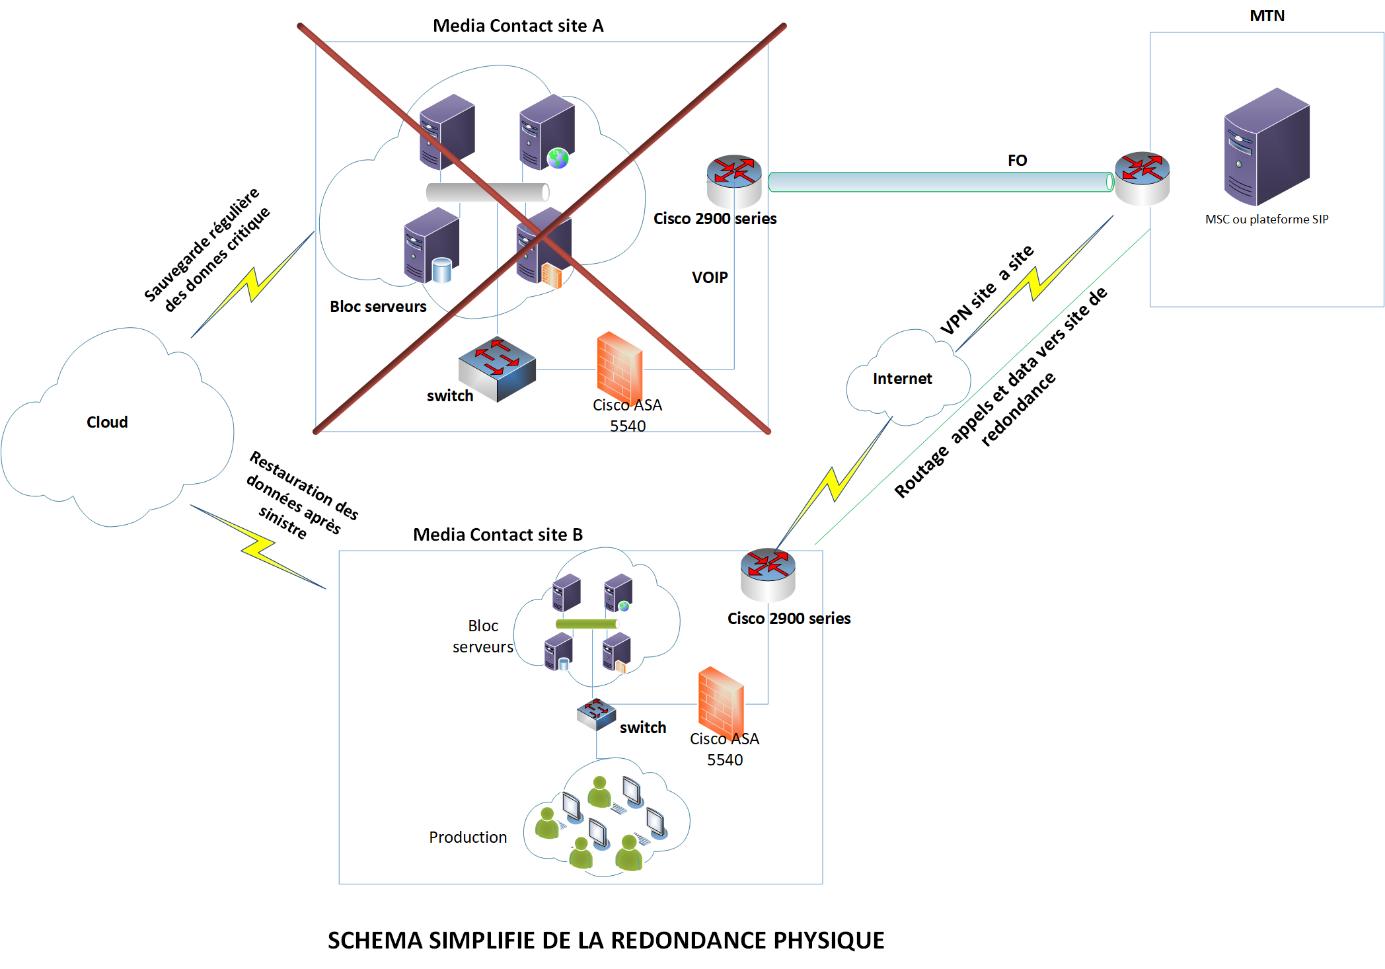 Media Contact site A
MTN
FO
Cisco 2900 series
MSC ou plateforme SIP
Sauvegarde régulière
des donnes critique
VOIP
Bloc serveurs
VPN site  a site
Internet
switch
Cisco ASA
5540
Cloud
Routage  appels et data vers site de
redondance
Restauration des
données après
sinistre
Media Contact site B
Bloc
serveurs
Cisco 2900 series
switch
Cisco ASA
5540
Production
SCHEMA SIMPLIFIE DE LA REDONDANCE PHYSIQUE